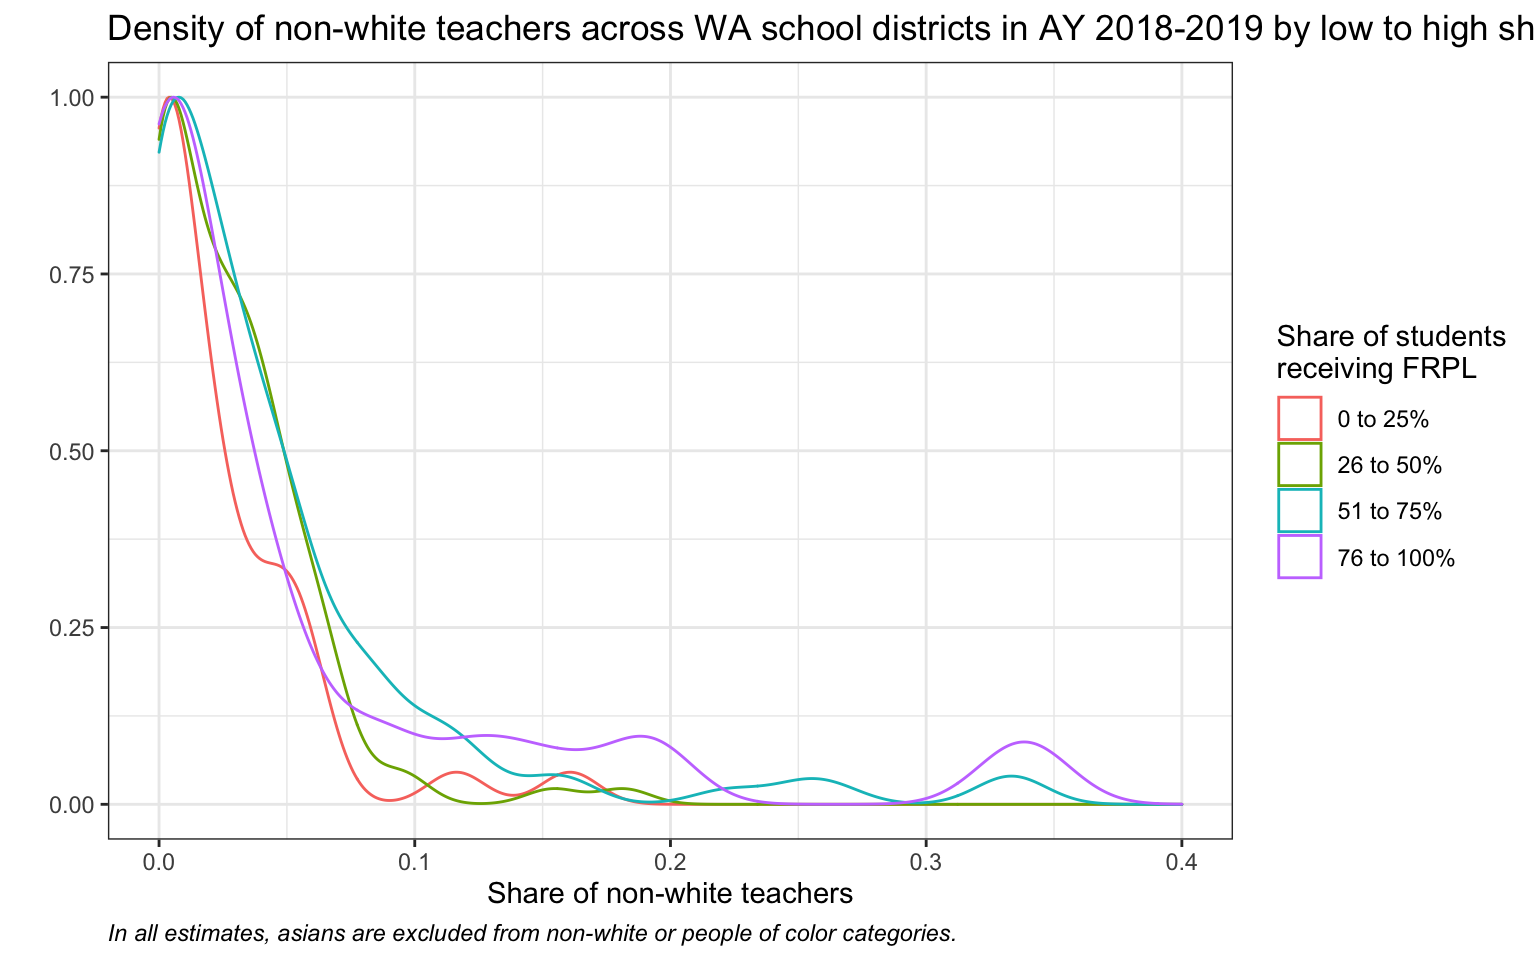 Density of non-white teachers across WA school districts in AY 2018-2019 by low to high sh
1.00
0.75
0.50
0.25
0.00
0.0 0.1 0.2 0.3 0.4
Share of non-white teachers
In all estimates, asians are excluded from non-white or people of color categories.
Share of students
receiving FRPL
0 to 25%
26 to 50%
51 to 75%
76 to 100%